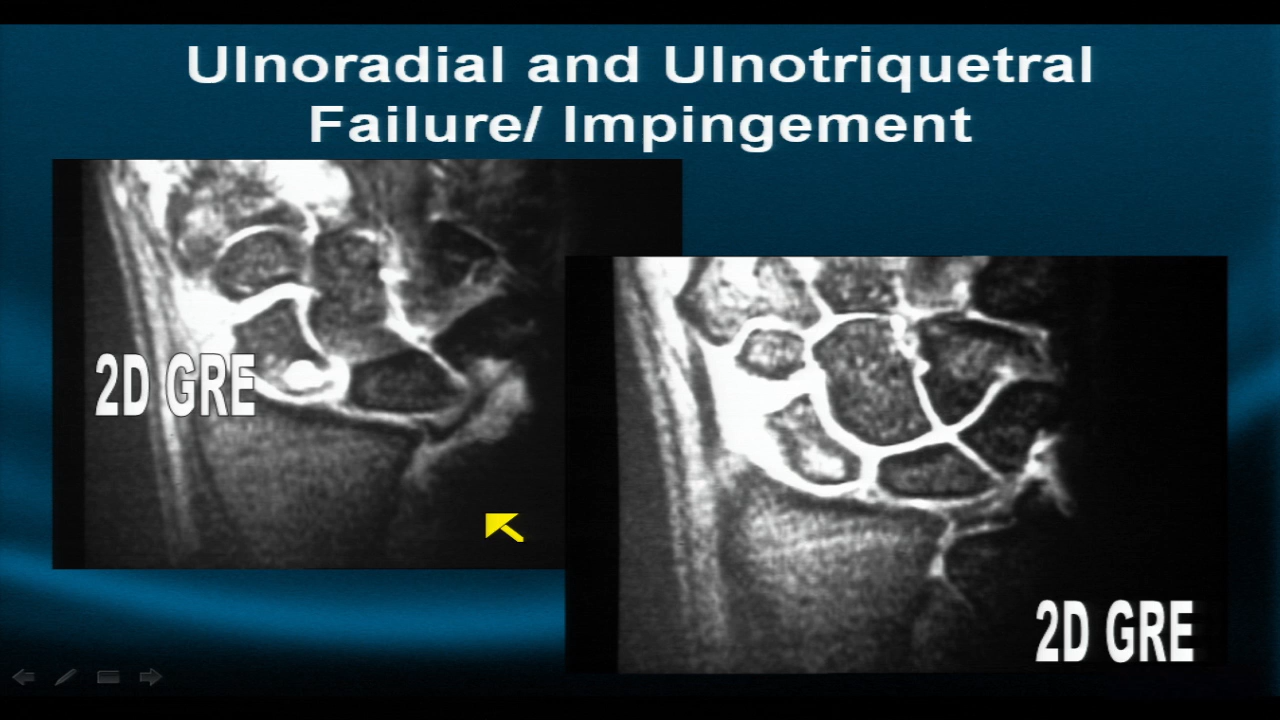 Ulnoradial and Ulnotriquetral
Failure/ Impingement
2D GRE
2D GRE